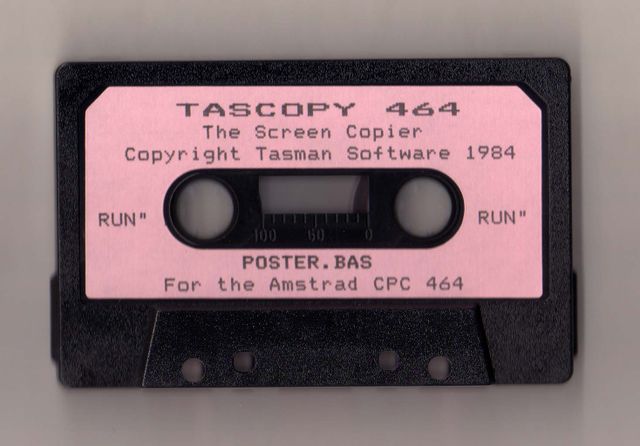 TASCOPY 464
The Screen Copier
Copyright Tasman Software 1984
RUN" RUN"
100 50 0
POSTER.BAS
For the Amstrad CPC 464